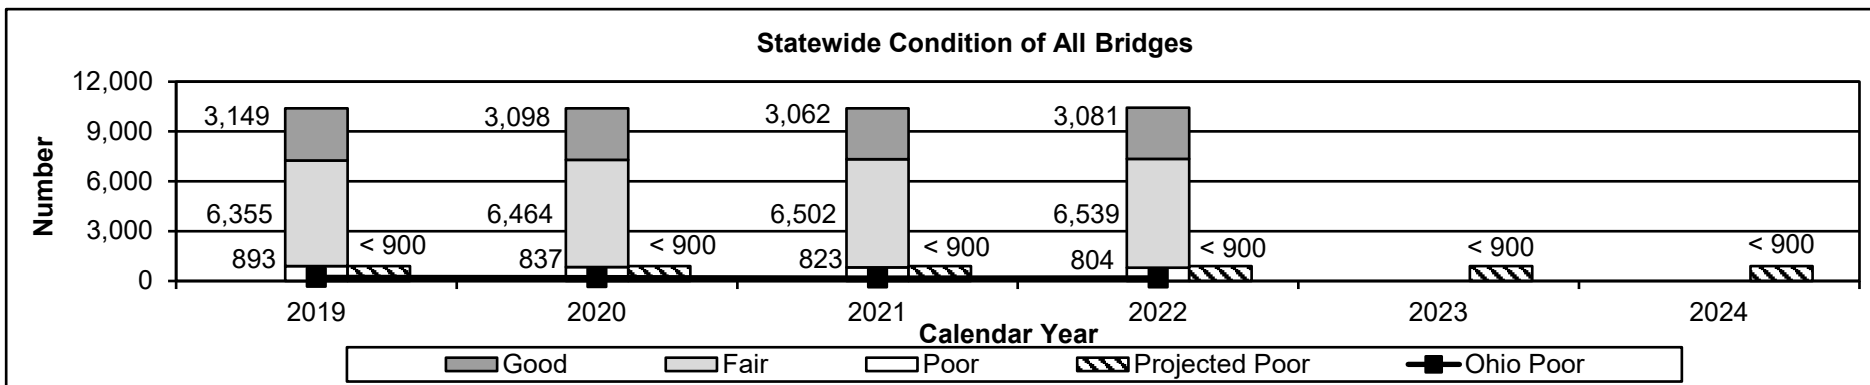 Statewide Condition of All Bridges
Number
12,000
9,000
6,000
3,000
0
3,149 3,098 3,062 3,081
6,355 6,464 6,502 6,539
893 < 900 837 < 900 823 < 900 804 < 900 < 900 < 900
2019 2020 2021 2022 2023 2024
Calendar Year
Good Fair Poor Projected Poor Ohio Poor